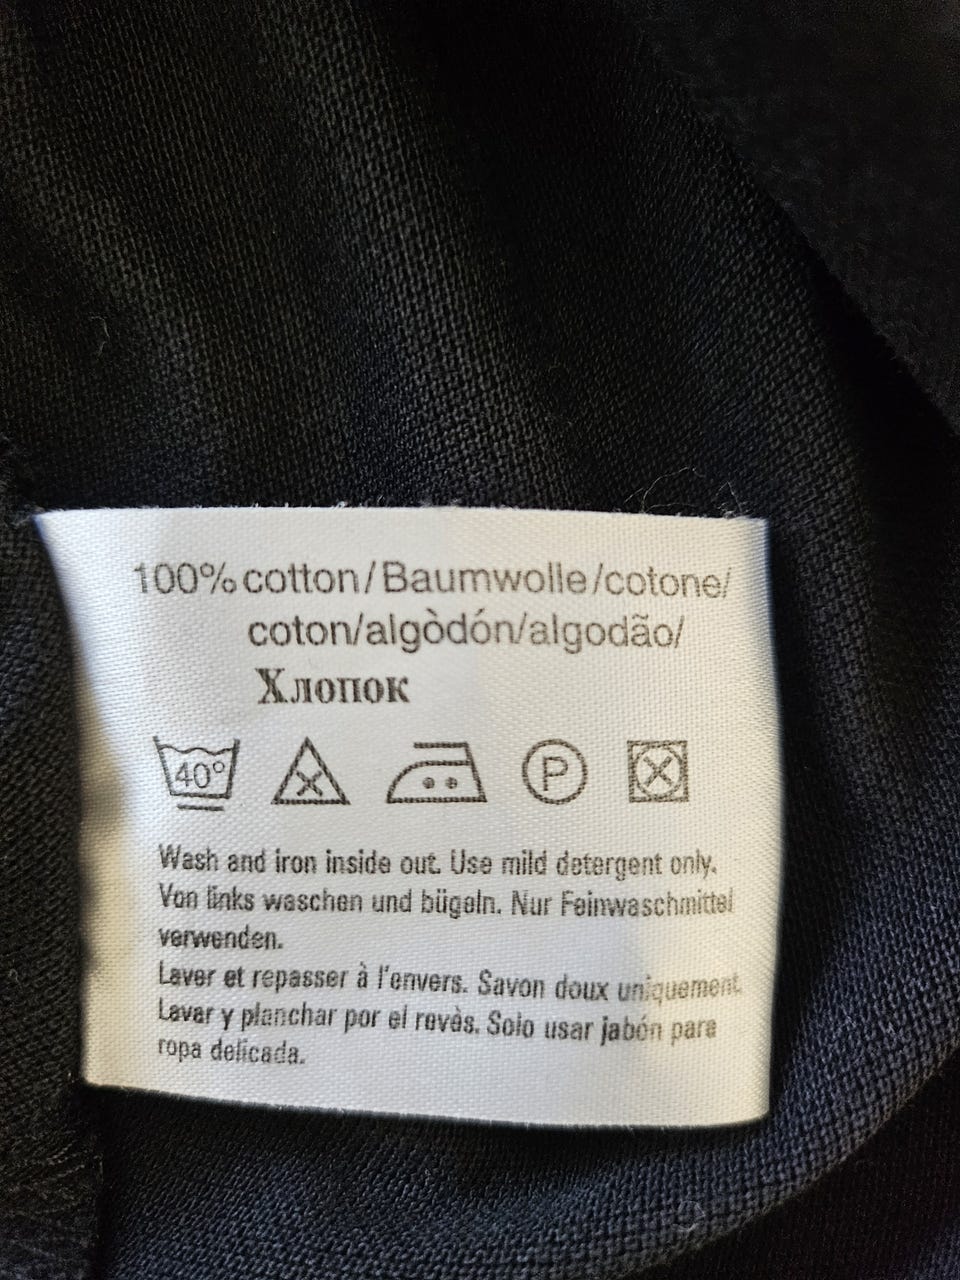 100% cotton/Baumwolle/cotone/
coton/algòdón/algodão/
Хлопок
40°
P
Wash and iron inside out. Use mild detergent only.
Von links waschen und bügeln. Nur Feinwaschmittel
verwenden.
Laver et repasser à l'envers. Savon doux uniquement.
Lavar y planchar por el revès. Solo usar jabón para
ropa delicada.